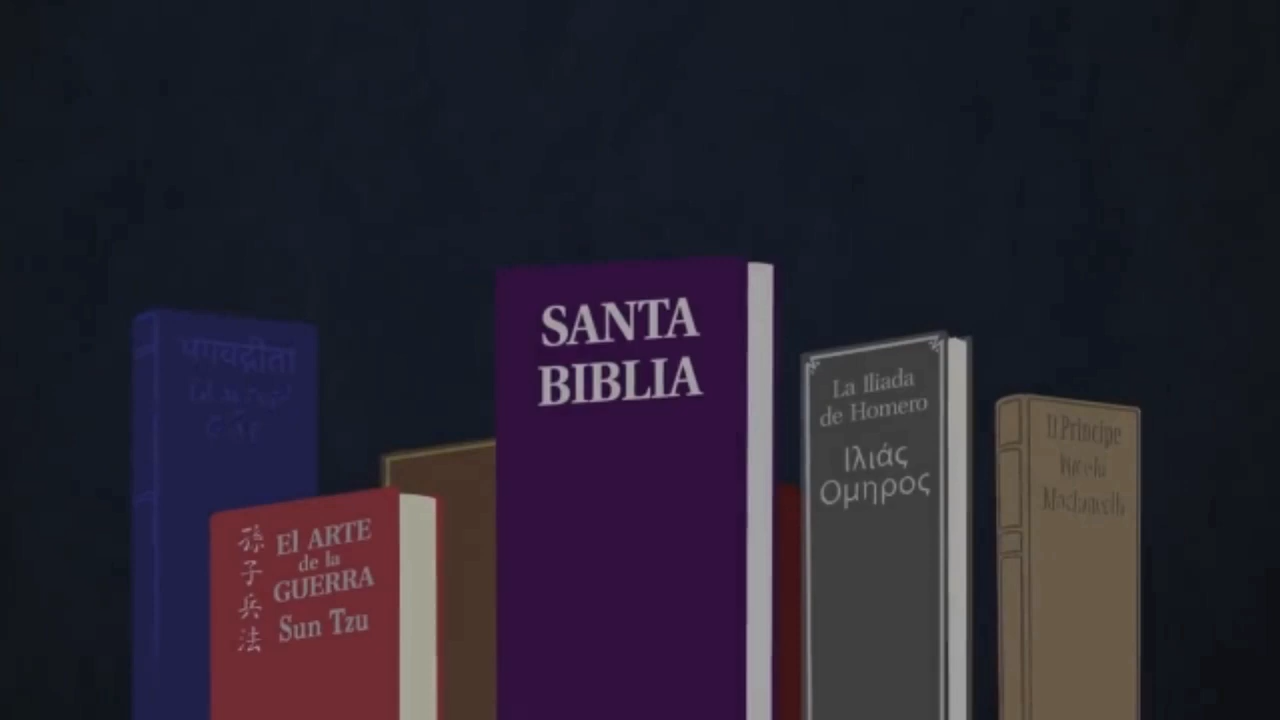 भगवद्गीता
孫子兵法
El ARTE
de la
GUERRA
Sun Tzu
SANTA
BIBLIA
La Iliada
de Homero
Ιλιάς
Ομηρος
Il Principe